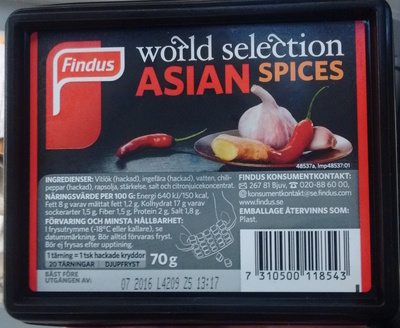 Findus
world selection
ASIAN SPICES
48537a, Imp48537:01
INGREDIENSER: Vitlök (hackad), ingefära (hackad), vatten, chili-
peppar (hackad), rapsolja, stärkelse, salt och citronjuicekoncentrat.
NÄRINGSVÄRDE PER 100 G: Energi 640 kJ/150 kcal,
Fett 8 g varav mättat fett 1,2 g, Kolhydrat 17 g varav
sockerarter 1,5 g, Fiber 1,5 g, Protein 2 g, Salt 1,8 g.
FÖRVARING OCH MINSTA HÅLLBARHET:
I frysutrymme (-18°C eller kallare), se
datummärkning. Bör alltid förvaras fryst.
Bör ej frysas efter upptining.
1 tärning = 1 tsk hackade kryddor
20 TÄRNINGAR DJUPFRYST
70g
BÄST FÖRE
UTGÅNGEN AV:
07 2016 L4209 ZS 13:17
FINDUS KONSUMENTKONTAKT:
267 81 Bjuv, 020-88 60 00,
konsumentkontakt@se.findus.com
www.findus.se
EMBALLAGE ÅTERVINNS SOM:
Plast.
7 310500 118543